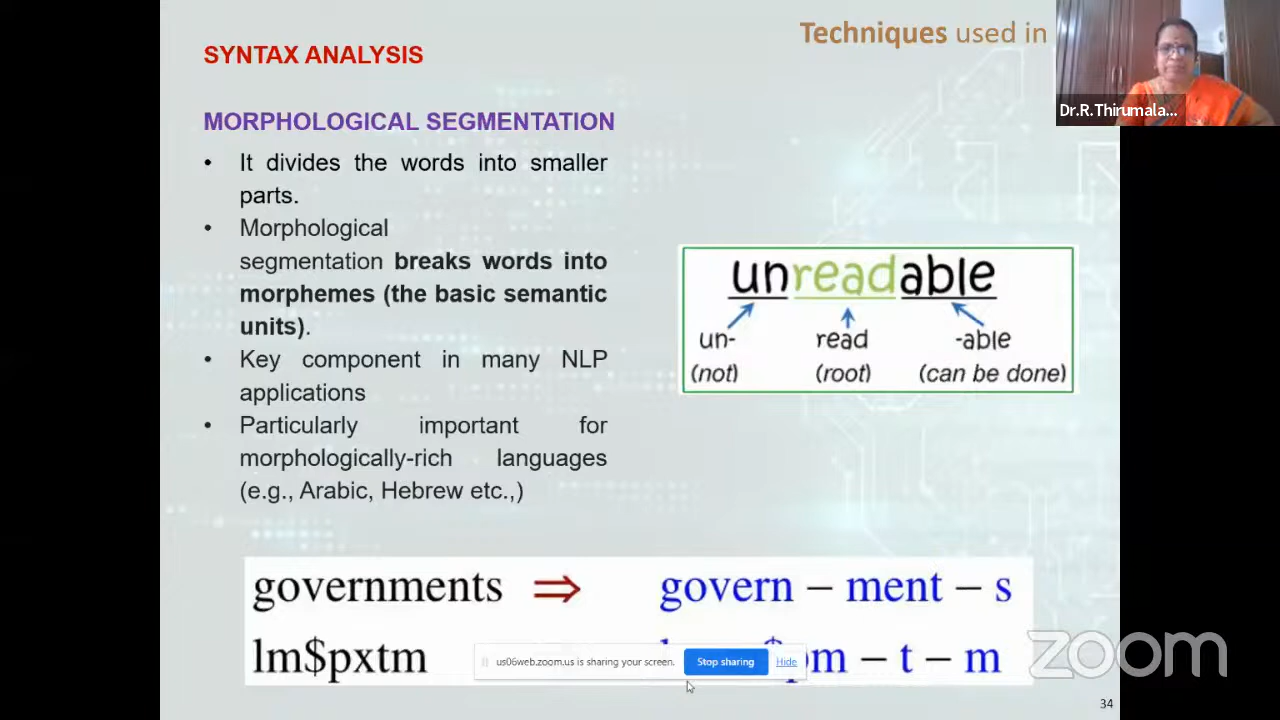 Techniques used in
SYNTAX ANALYSIS
Dr.R.Thirumala...
MORPHOLOGICAL SEGMENTATION
• It divides the words into smaller
parts.
• Morphological
segmentation breaks words into
morphemes (the basic semantic
units).
• Key component in many NLP
applications
• Particularly important for
morphologically-rich languages
(e.g., Arabic, Hebrew etc.,)
unreadable
un- read -able
(not) (root) (can be done)
governments ⇒ govern – ment – s
lm$pxtm m – t – m
us06web.zoom.us is sharing your screen. Stop sharing Hide
zoom
34